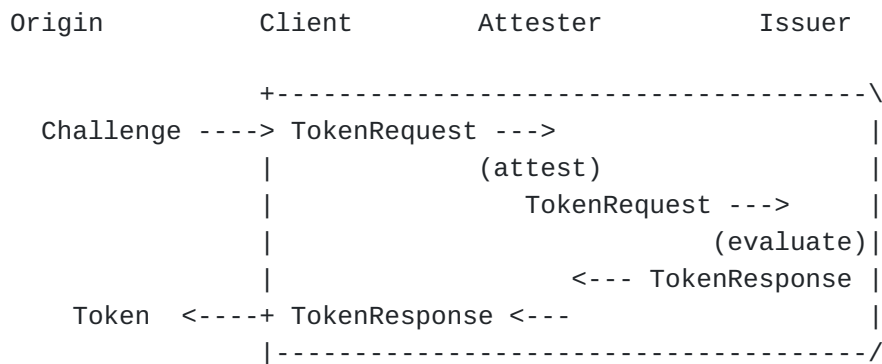 Origin Client Attester Issuer
+--------------------------------------\
Challenge ----> TokenRequest ---> |
| (attest) |
| TokenRequest ---> |
| (evaluate)|
| <--- TokenResponse |
Token <----+ TokenResponse <--- |
|--------------------------------------/